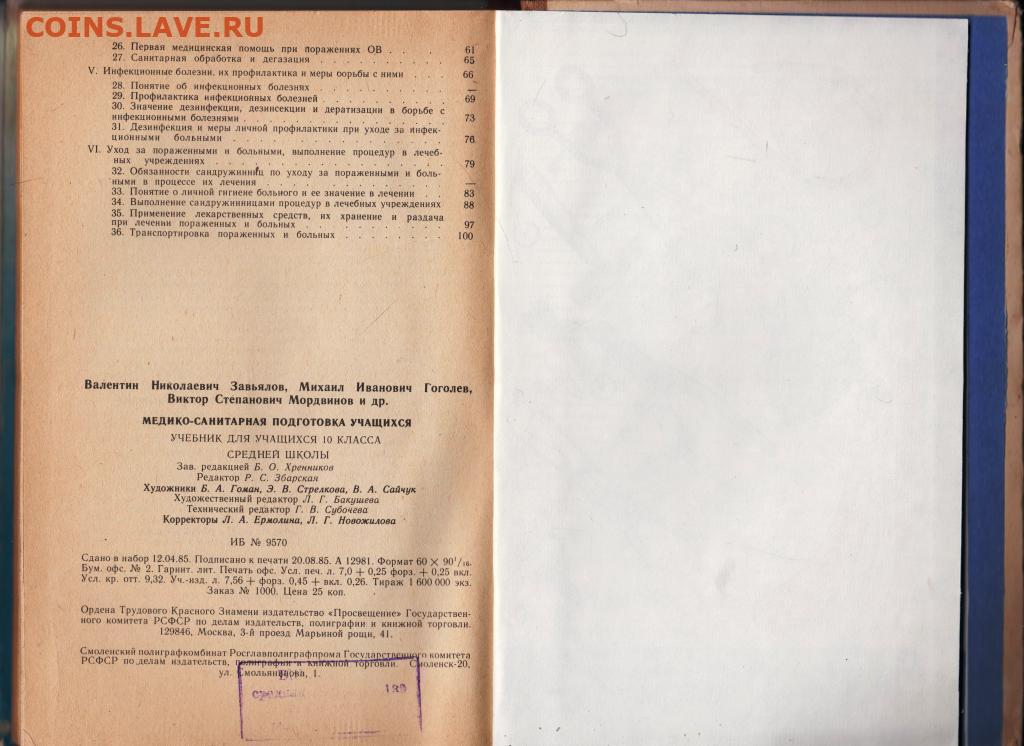 COINS.LAVE.RU
26. Первая медицинская помощь при поражениях ОВ . . . 61
27. Санитарная обработка и дегазация . . . . . . . . . 65
V. Инфекционные болезни, их профилактика и меры борьбы с ними . . . 66
28. Понятие об инфекционных болезнях . . . . . . . . . —
29. Профилактика инфекционных болезней . . . . . . . . 69
30. Значение дезинфекции, дезинсекции и дератизации в борьбе с
инфекционными болезнями . . . . . . . . . . . . . . 73
31. Дезинфекция и меры личной профилактики при уходе за инфек-
ционными больными . . . . . . . . . . . . . . . . 76
VI. Уход за пораженными и больными, выполнение процедур в лечеб-
ных учреждениях . . . . . . . . . . . . . . . . . 79
32. Обязанности сандружинниц по уходу за пораженными и боль-
ными в процессе их лечения . . . . . . . . . . . . . —
33. Понятие о личной гигиене больного и ее значение в лечении . . . 83
34. Выполнение сандружинницами процедур в лечебных учреждениях 88
35. Применение лекарственных средств, их хранение и раздача
при лечении пораженных и больных . . . . . . . . . . 97
36. Транспортировка пораженных и больных . . . . . . . . 100
Валентин Николаевич Завьялов, Михаил Иванович Гоголев,
Виктор Степанович Мордвинов и др.
МЕДИКО-САНИТАРНАЯ ПОДГОТОВКА УЧАЩИХСЯ
УЧЕБНИК ДЛЯ УЧАЩИХСЯ 10 КЛАССА
СРЕДНЕЙ ШКОЛЫ
Зав. редакцией Б. О. Хренников
Редактор Р. С. Збарская
Художники Б. А. Гоман, Э. В. Стрелкова, В. А. Сайчук
Художественный редактор Л. Г. Бакушева
Технический редактор Г. В. Субочева
Корректоры Л. А. Ермолина, Л. Г. Новожилова
ИБ № 9570
Сдано в набор 12.04.85. Подписано к печати 20.08.85. А 12981. Формат 60 × 90 1/16.
Бум. офс. № 2. Гарнит. лит. Печать офс. Усл. печ. л. 7,0 + 0,25 форз. + 0,25 вкл.
Усл. кр. отт. 9,32. Уч.-изд. л. 7,56 + форз. 0,45 + вкл. 0,26. Тираж 1 600 000 экз.
Заказ № 1000. Цена 25 коп.
Ордена Трудового Красного Знамени издательство «Просвещение» Государствен-
ного комитета РСФСР по делам издательств, полиграфии и книжной торговли.
129846, Москва, 3-й проезд Марьиной рощи, 41.
Смоленский полиграфкомбинат Росглавполиграфпрома Государственного комитета
РСФСР по делам издательств, полиграфии и книжной торговли. Смоленск-20,
ул. Смольянинова, 1.